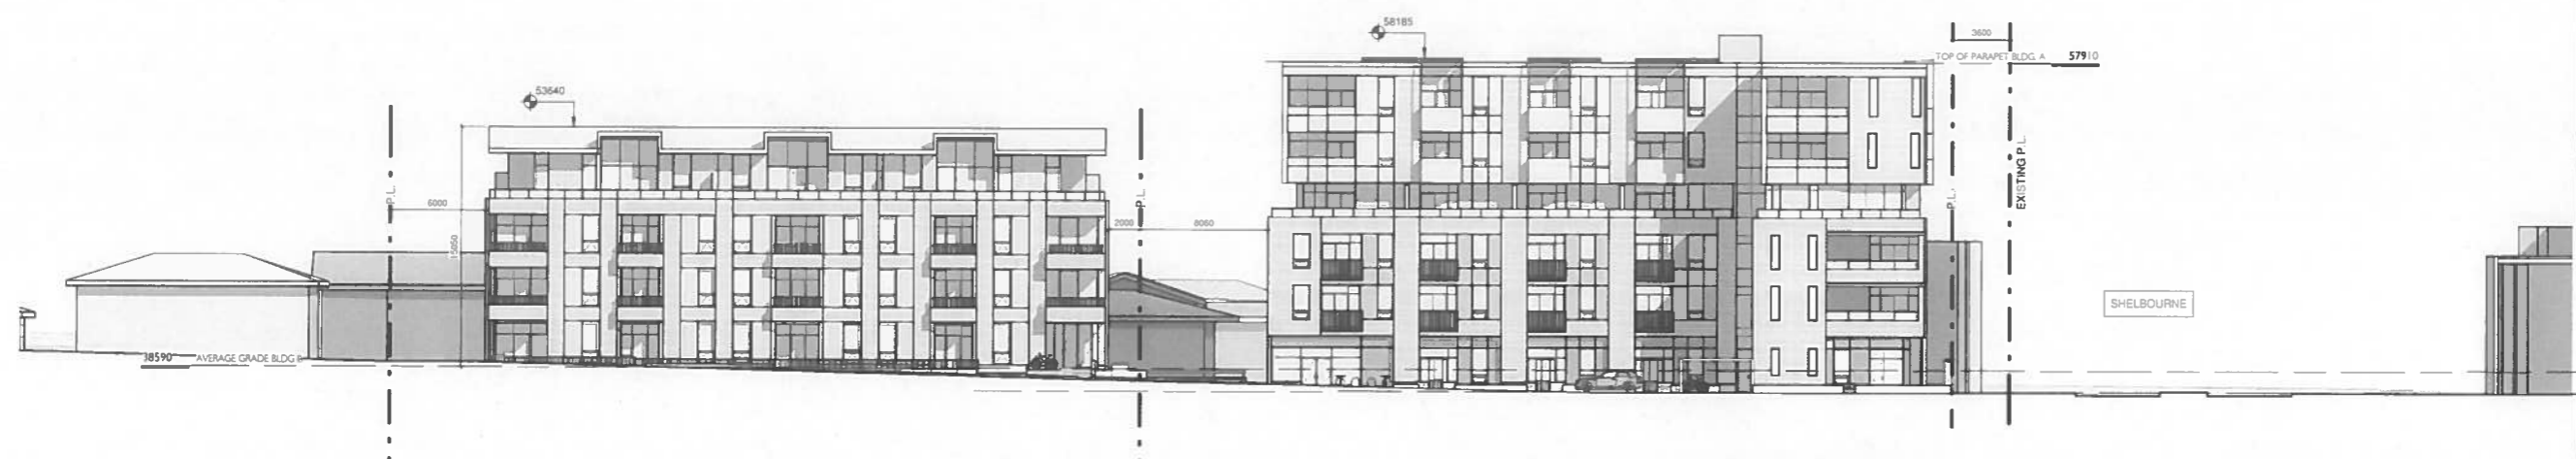 58185
3600
TOP OF PARAPET BLDG. A 57910
53640
EXISTING P.L.
P.L.
P.L.
P.L.
6000
15050
2000
8060
SHELBOURNE
38590 AVERAGE GRADE BLDG B